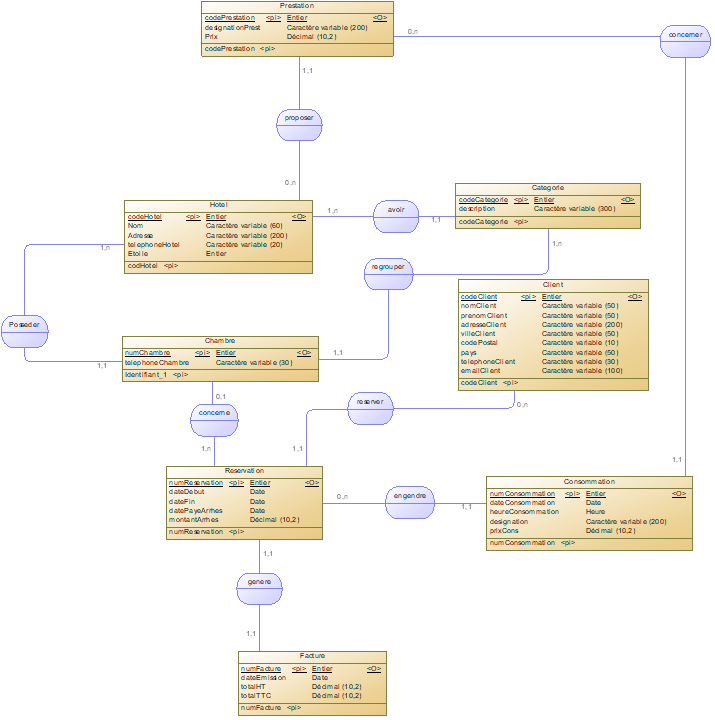 Prestation
codePrestation <pi> Entier <O>
designationPrest Caractère variable (200)
Prix Décimal (10,2)
codePrestation <pi>
0,n
concerner
1,1
proposer
0,n
Hotel
codeHotel <pi> Entier <O>
Nom Caractère variable (60)
Adresse Caractère variable (200)
telephoneHotel Caractère variable (20)
Etoile Entier
codHotel <pi>
1,n
avoir
1,1
Categorie
codeCategorie <pi> Entier <O>
description Caractère variable (300)
codeCategorie <pi>
1,n
1,n
regrouper
Client
codeClient <pi> Entier <O>
nomClient Caractère variable (50)
prenomClient Caractère variable (50)
adresseClient Caractère variable (200)
villeClient Caractère variable (50)
codePostal Caractère variable (10)
pays Caractère variable (50)
telephoneClient Caractère variable (30)
emailClient Caractère variable (100)
codeClient <pi>
Posseder
1,1
Chambre
numChambre <pi> Entier <O>
telephoneChambre Caractère variable (30)
Identifiant_1 <pi>
1,1
0,1
concerne
1,n
reserver
0,n
1,1
1,1
Reservation
numReservation <pi> Entier <O>
dateDebut Date
dateFin Date
datePayeArrhes Date
montantArrhes Décimal (10,2)
numReservation <pi>
0,n
engendre
1,1
Consommation
numConsommation <pi> Entier <O>
dateConsommation Date
heureConsommation Heure
designation Caractère variable (200)
prixCons Décimal (10,2)
numConsommation <pi>
1,1
genere
1,1
Facture
numFacture <pi> Entier <O>
dateEmission Date
totalHT Décimal (10,2)
totalTTC Décimal (10,2)
numFacture <pi>